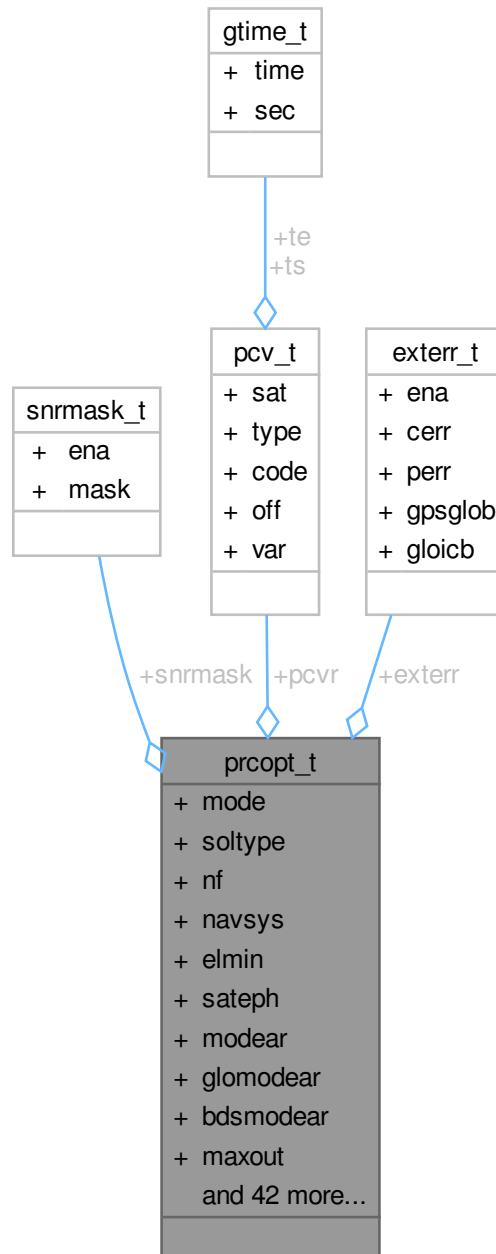 gtime_t
+ time
+ sec
+te
+ts
pcv_t
+ sat
+ type
+ code
+ off
+ var
exterr_t
+ ena
+ cerr
+ perr
+ gpsglob
+ gloicb
snrmask_t
+ ena
+ mask
+snrmask
+pcvr
+exterr
prcopt_t
+ mode
+ soltype
+ nf
+ navsys
+ elmin
+ sateph
+ modear
+ glomodear
+ bdsmodear
+ maxout
and 42 more...